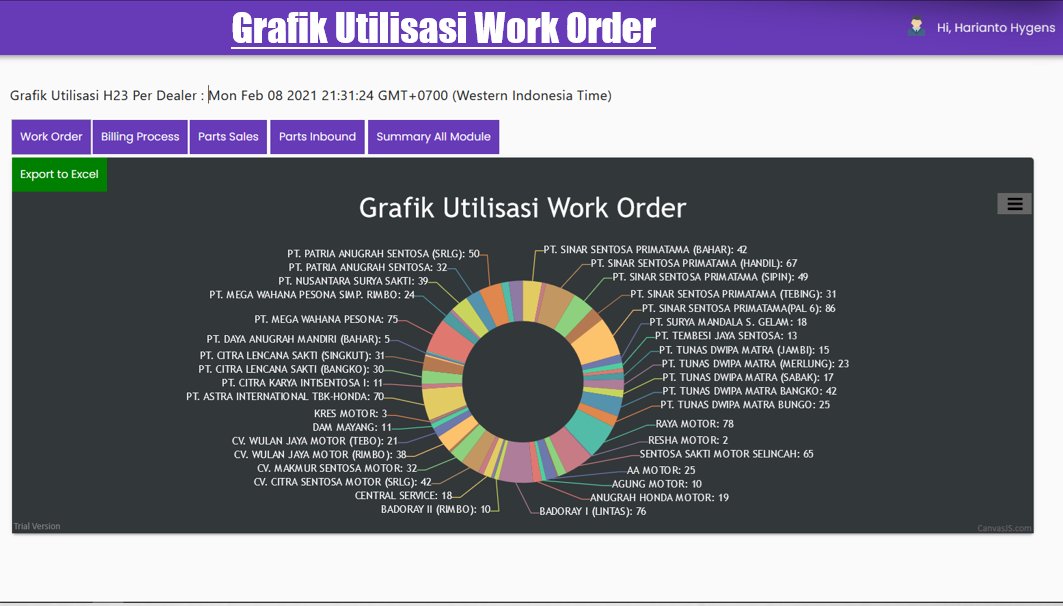 Grafik Utilisasi Work Order
Hi, Harianto Hygens
Grafik Utilisasi H23 Per Dealer : Mon Feb 08 2021 21:31:24 GMT+0700 (Western Indonesia Time)
Work Order
Billing Process
Parts Sales
Parts Inbound
Summary All Module
Export to Excel
Grafik Utilisasi Work Order
PT. SINAR SENTOSA PRIMATAMA (BAHAR): 42
PT. SINAR SENTOSA PRIMATAMA (HANDIL): 67
PT. SINAR SENTOSA PRIMATAMA (SIPIN): 49
PT. SINAR SENTOSA PRIMATAMA (TEBING): 31
PT. SINAR SENTOSA PRIMATAMA(PAL 6): 86
PT. SURYA MANDALA S. GELAM: 18
PT. TEMBESI JAYA SENTOSA: 13
PT. TUNAS DWIPA MATRA (JAMBI): 15
PT. TUNAS DWIPA MATRA (MERLUNG): 23
PT. TUNAS DWIPA MATRA (SABAK): 17
PT. TUNAS DWIPA MATRA BANGKO: 42
PT. TUNAS DWIPA MATRA BUNGO: 25
RAYA MOTOR: 78
RESHA MOTOR: 2
SENTOSA SAKTI MOTOR SELINCAH: 65
AA MOTOR: 25
AGUNG MOTOR: 10
ANUGRAH HONDA MOTOR: 19
BADORAY I (LINTAS): 76
BADORAY II (RIMBO): 10
CENTRAL SERVICE: 18
CV. CITRA SENTOSA MOTOR (SRLG): 42
CV. MAKMUR SENTOSA MOTOR: 32
CV. WULAN JAYA MOTOR (RIMBO): 38
CV. WULAN JAYA MOTOR (TEBO): 21
DAM MAYANG: 11
KRES MOTOR: 3
PT. ASTRA INTERNATIONAL TBK-HONDA: 70
PT. CITRA KARYA INTISENTOSA I: 11
PT. CITRA LENCANA SAKTI (BANGKO): 30
PT. CITRA LENCANA SAKTI (SINGKUT): 31
PT. DAYA ANUGRAH MANDIRI (BAHAR): 5
PT. MEGA WAHANA PESONA: 75
PT. MEGA WAHANA PESONA SIMP. RIMBO: 24
PT. NUSANTARA SURYA SAKTI: 39
PT. PATRIA ANUGRAH SENTOSA: 32
PT. PATRIA ANUGRAH SENTOSA (SRLG): 50
Trial Version
CanvasJS.com